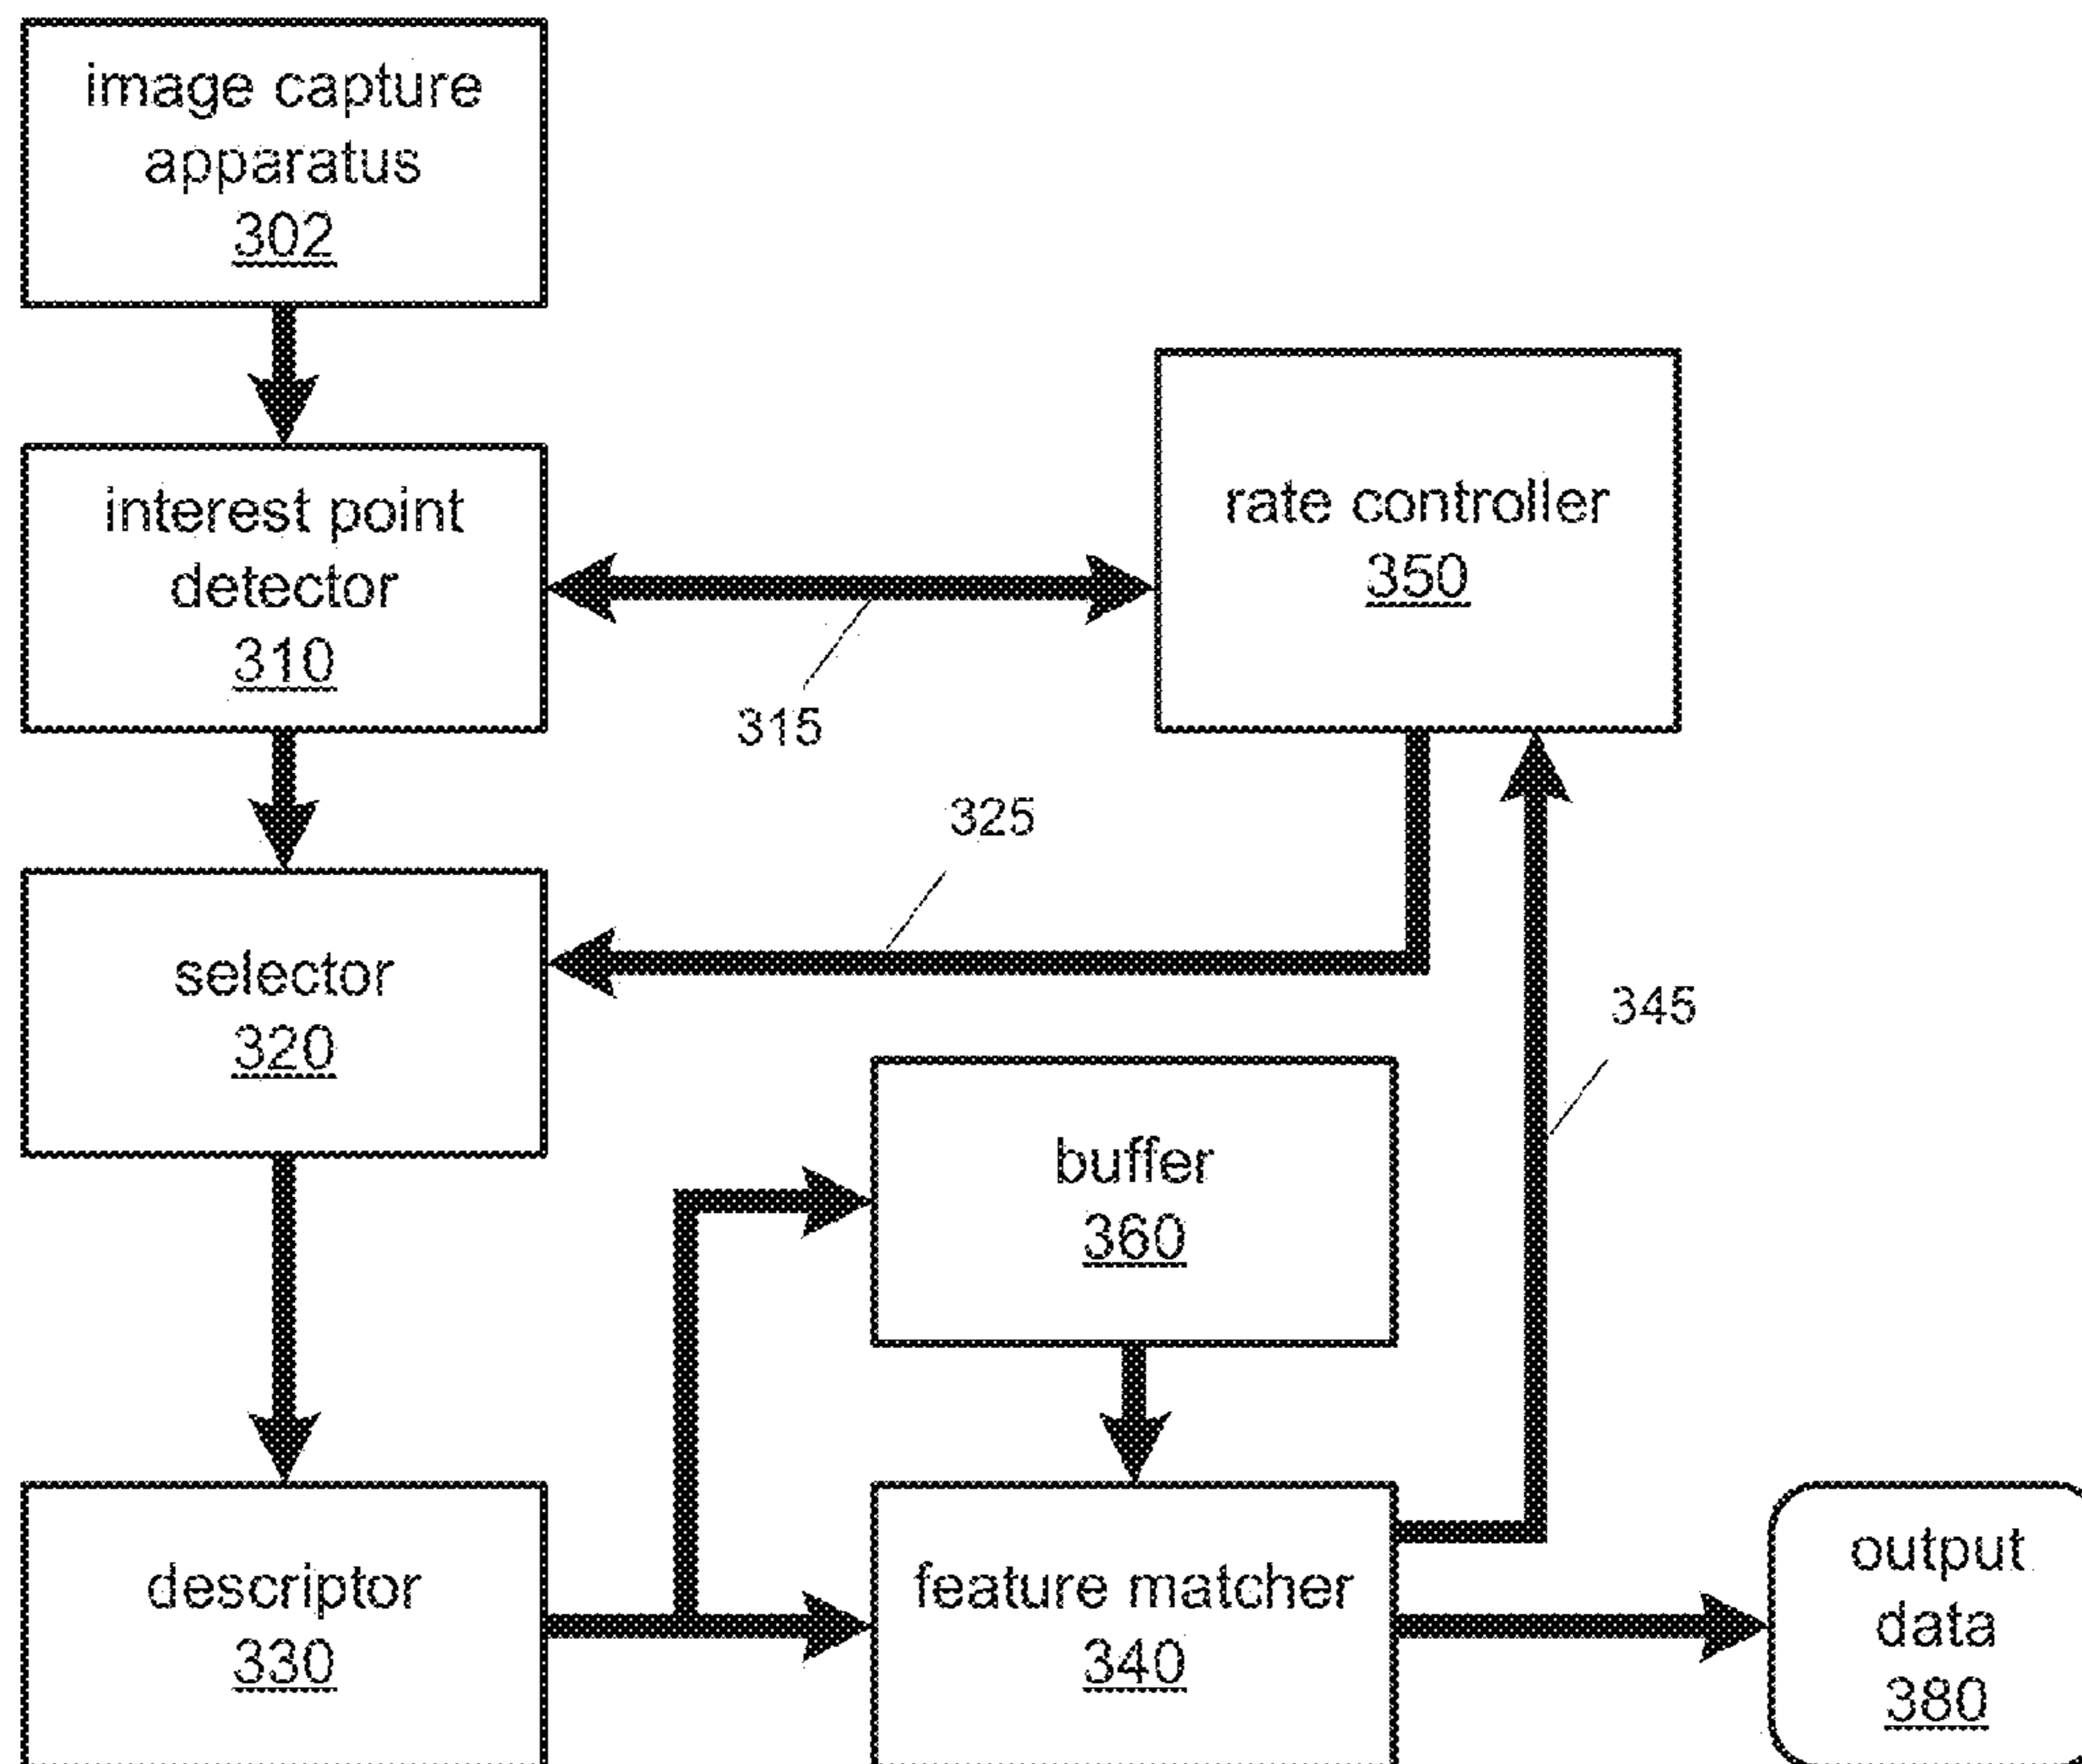 image capture
apparatus
302
interest point
detector
310
rate controller
350
315
325
selector
320
345
buffer
360
descriptor
330
feature matcher
340
output
data
380